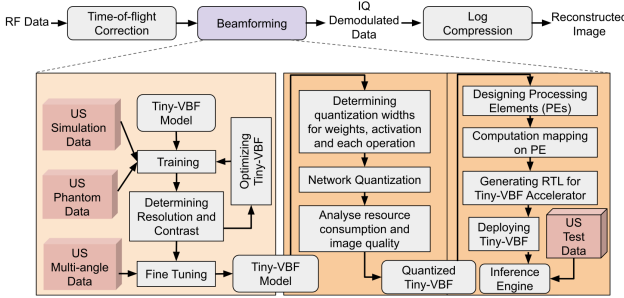 RF Data
Time-of-flight
Correction
Beamforming
IQ
Demodulated
Data
Log
Compression
Reconstructed
Image
US
Simulation
Data
US
Phantom
Data
US
Multi-angle
Data
Tiny-VBF
Model
Training
Determining
Resolution and
Contrast
Optimizing
Tiny-VBF
Fine Tuning
Tiny-VBF
Model
Determining
quantization widths
for weights, activation
and each operation
Network Quantization
Analyse resource
consumption and
image quality
Quantized
Tiny-VBF
Designing Processing
Elements (PEs)
Computation mapping
on PE
Generating RTL for
Tiny-VBF Accelerator
Deploying
Tiny-VBF
US
Test
Data
Inference
Engine